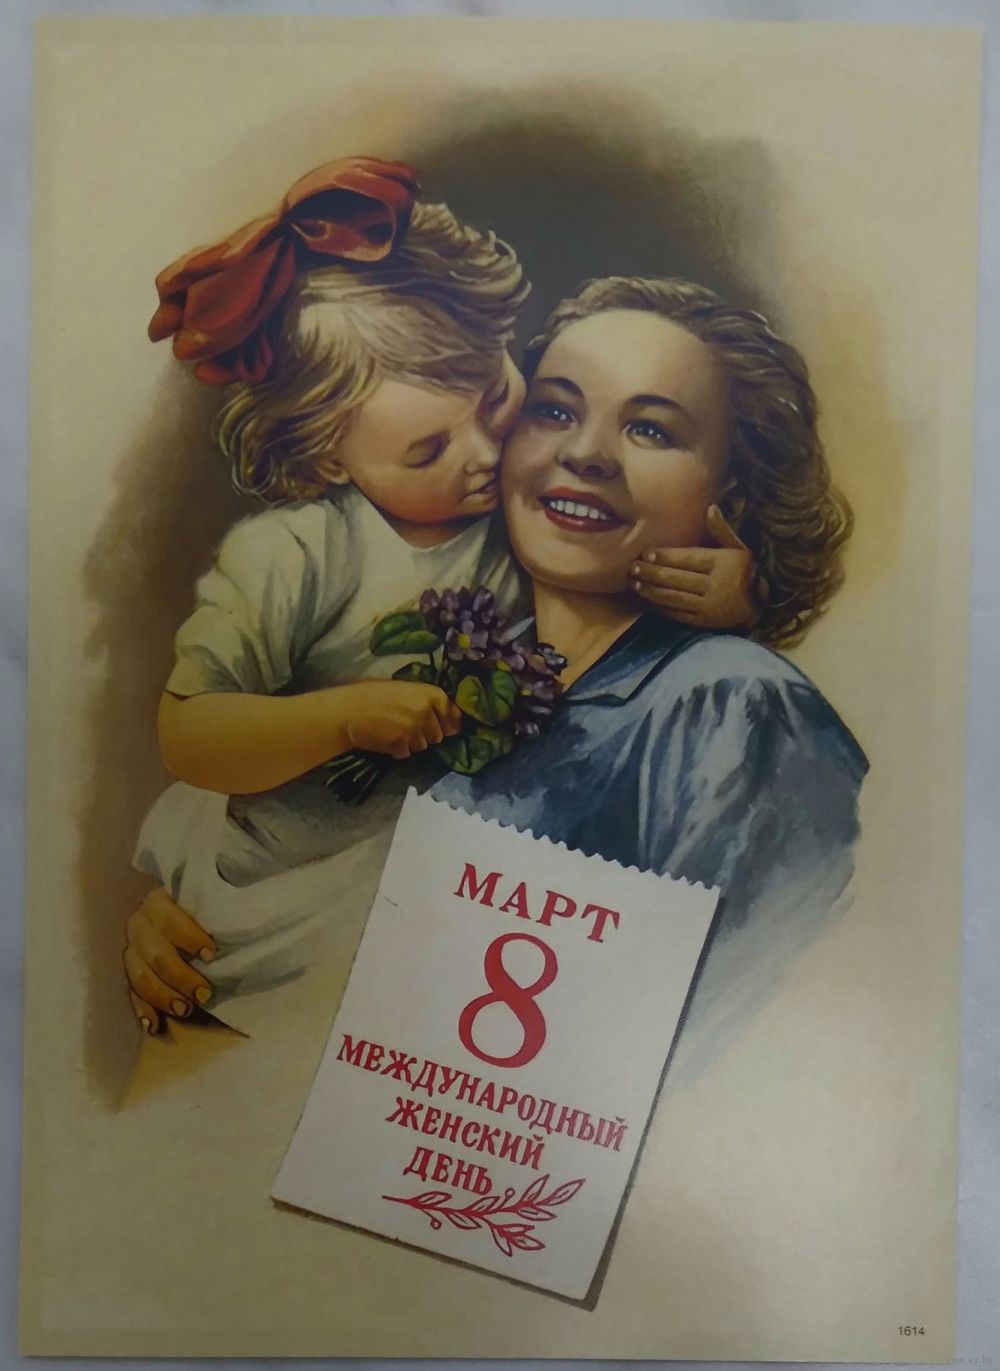 МАРТ
8
МЕЖДУНАРОДНЫЙ
ЖЕНСКИЙ
ДЕНЬ
1614